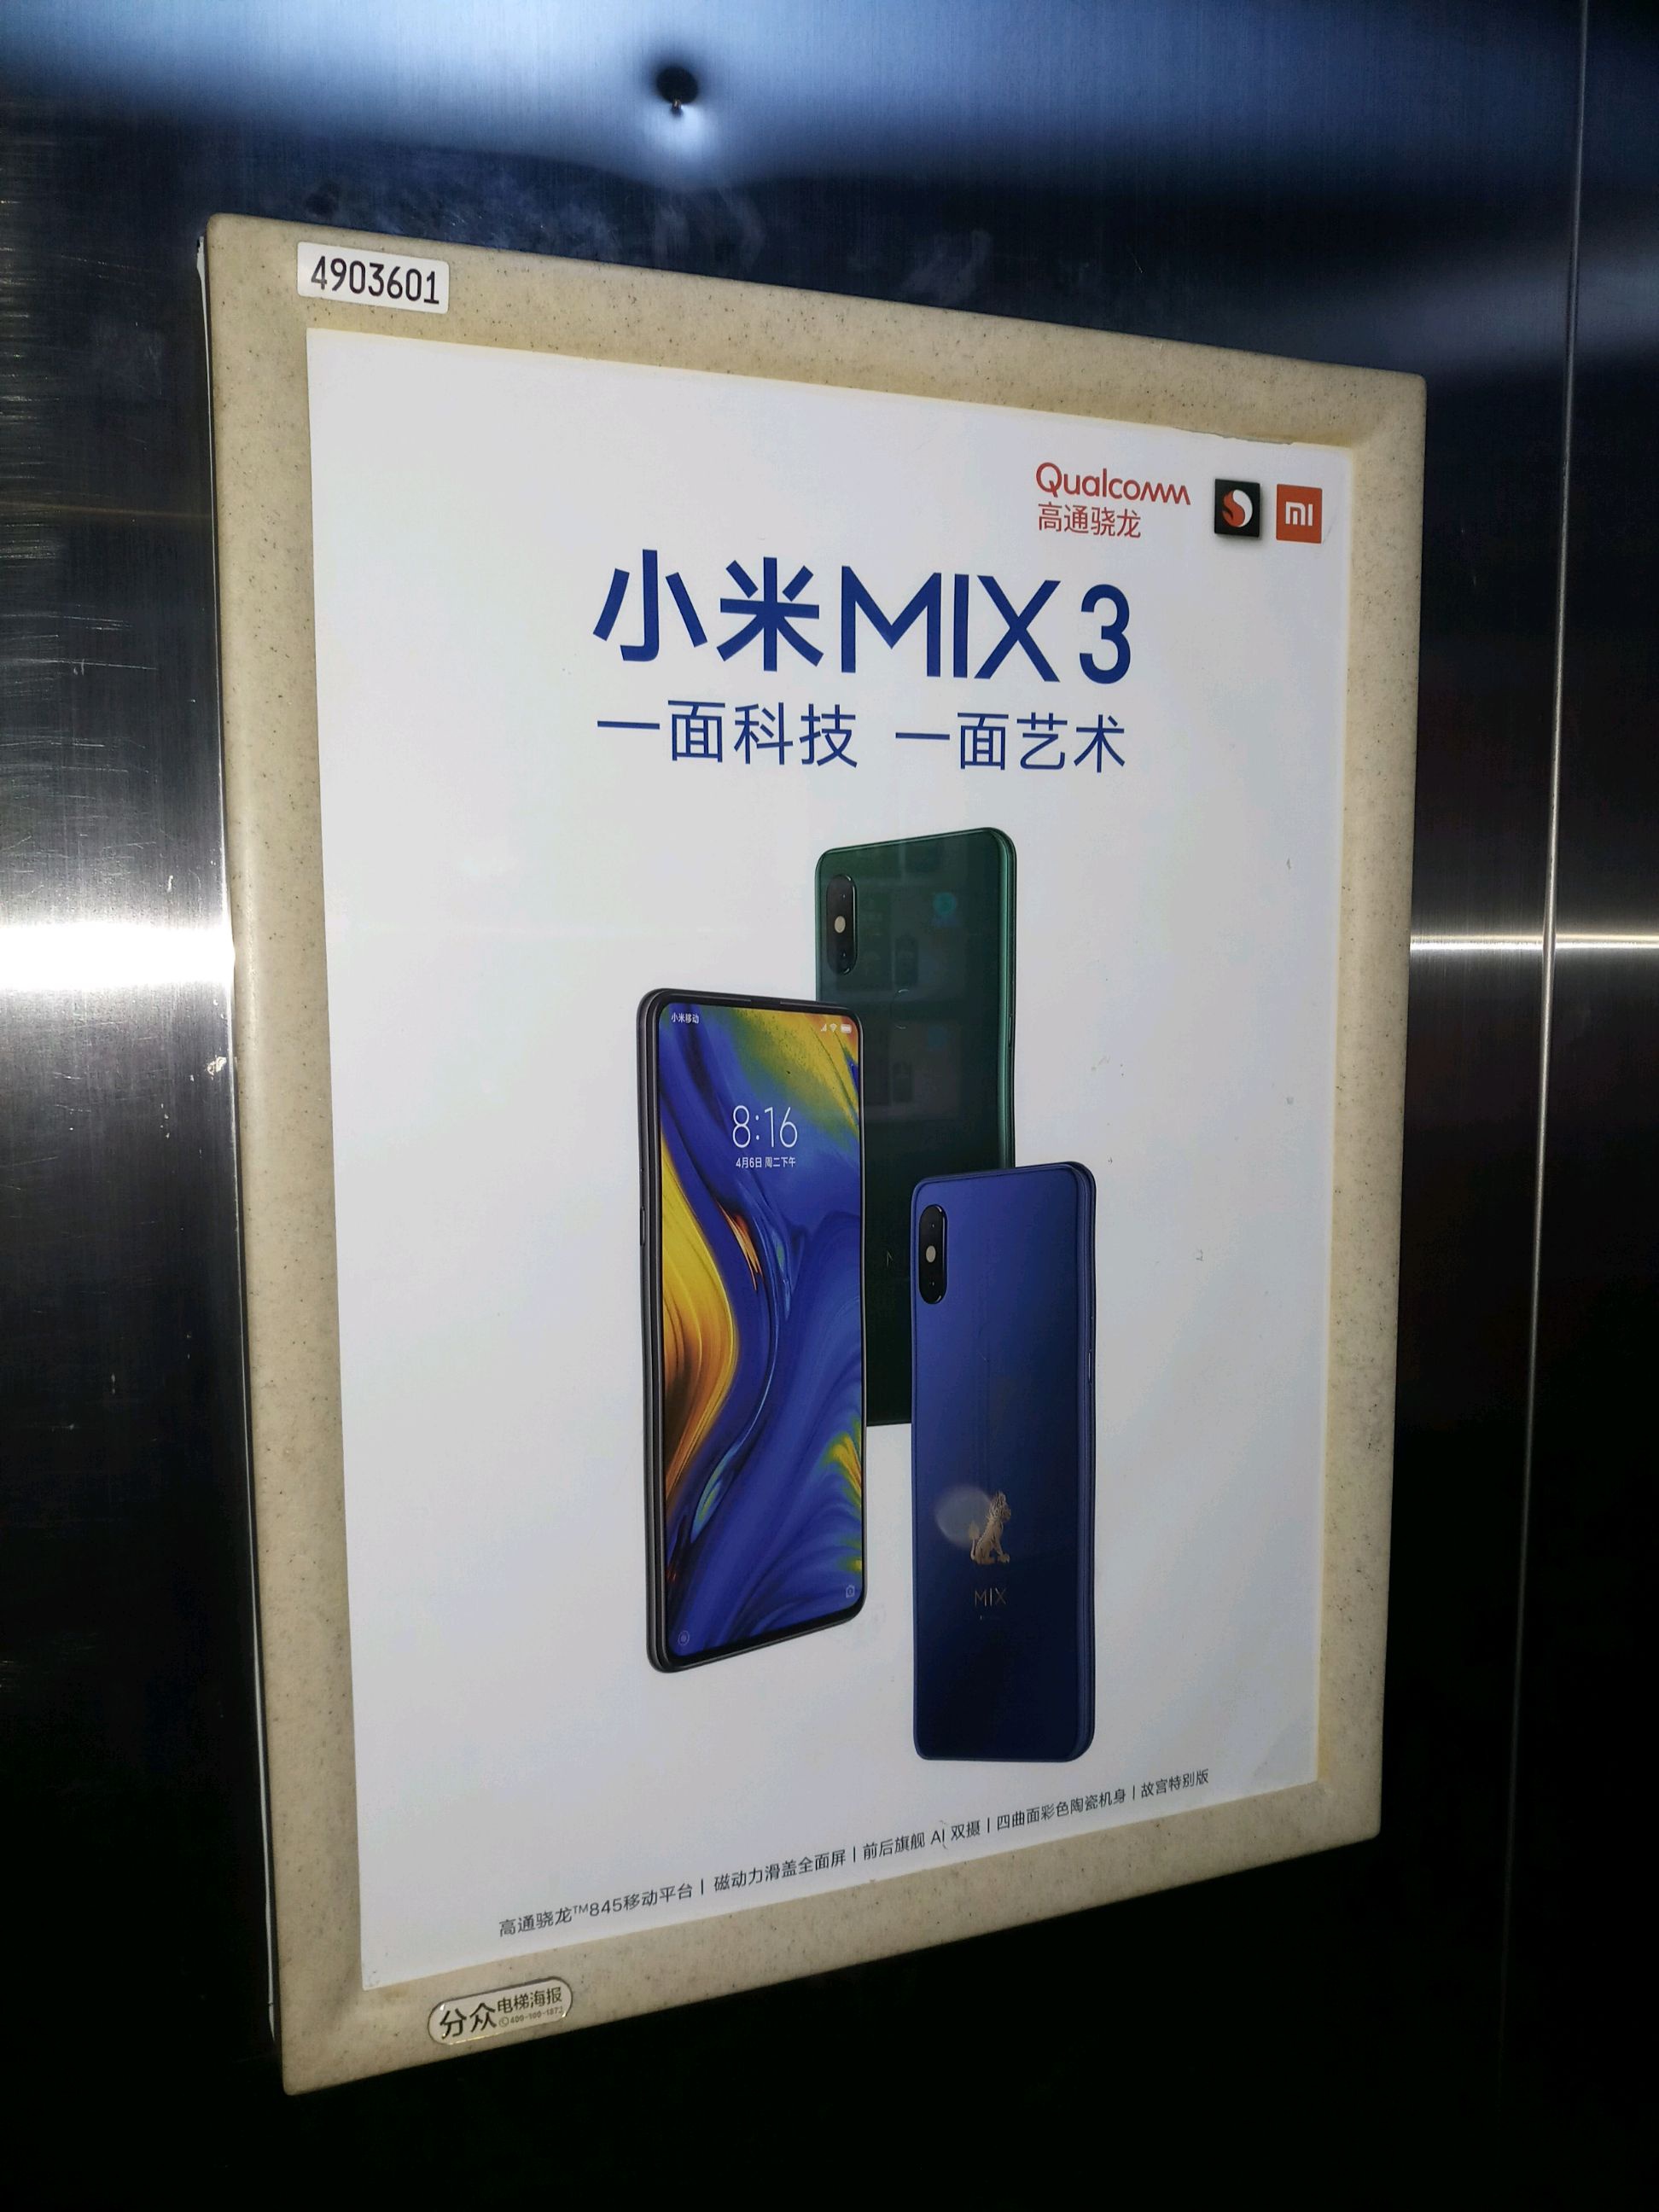 4903601
Qualcomm
高通骁龙
mi
小米MIX 3
一面科技 一面艺术
小米移动
8:16
4月6日 周二下午
MIX
高通骁龙™845移动平台 | 磁动力滑盖全面屏 | 前后旗舰 AI 双摄 | 四曲面彩色陶瓷机身 | 故宫特别版
分众 电梯海报